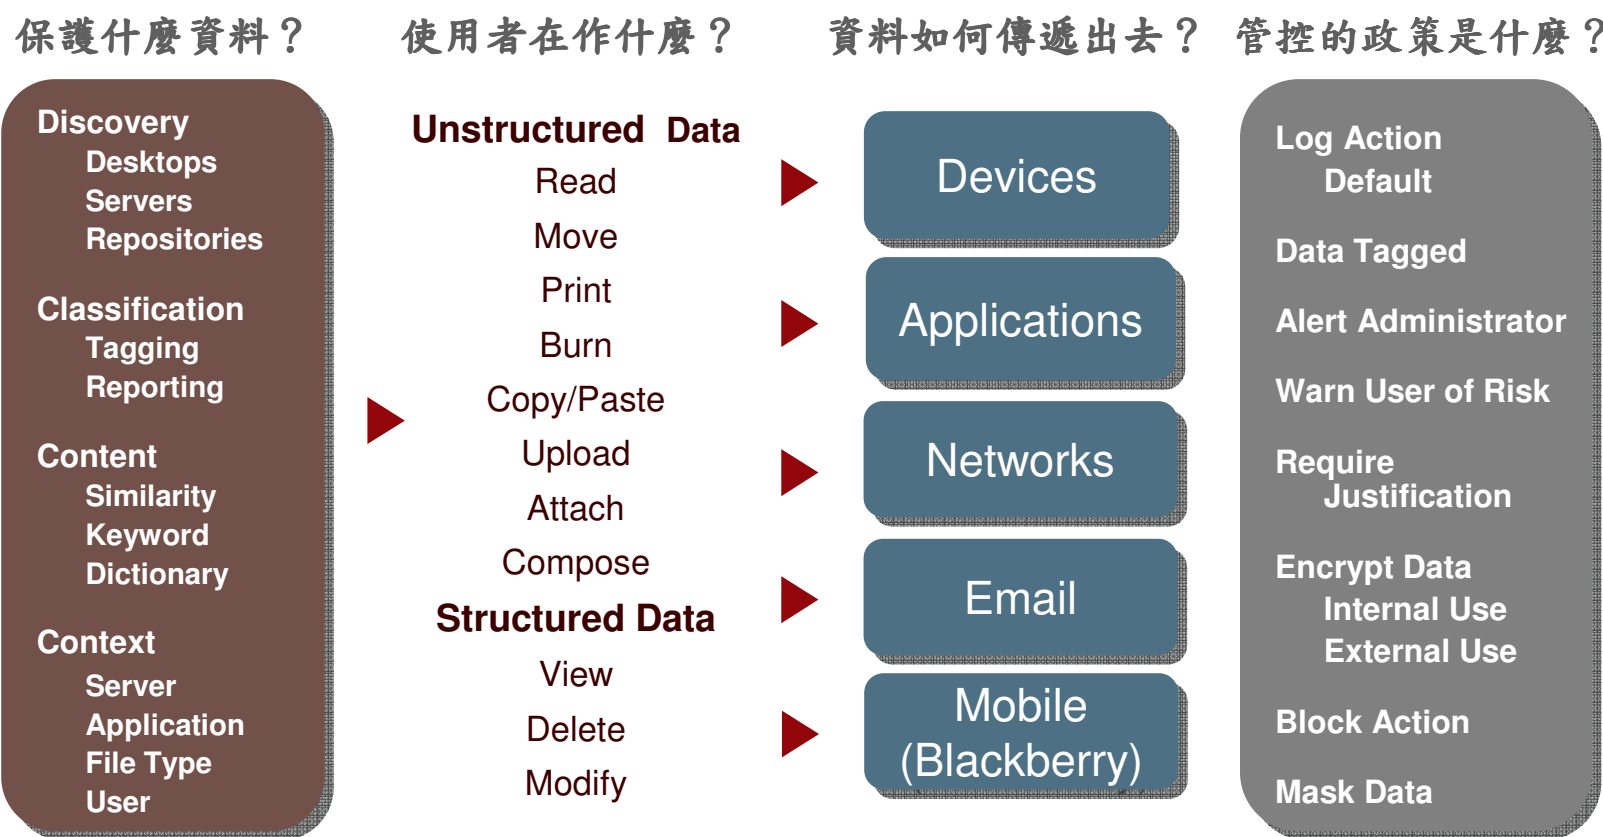 保護什麼資料？
Discovery
Desktops
Servers
Repositories
Classification
Tagging
Reporting
Content
Similarity
Keyword
Dictionary
Context
Server
Application
File Type
User
使用者在作什麼？
Unstructured Data
Read
Move
Print
Burn
Copy/Paste
Upload
Attach
Compose
Structured Data
View
Delete
Modify
資料如何傳遞出去？
Devices
Applications
Networks
Email
Mobile
(Blackberry)
管控的政策是什麼？
Log Action
Default
Data Tagged
Alert Administrator
Warn User of Risk
Require
Justification
Encrypt Data
Internal Use
External Use
Block Action
Mask Data